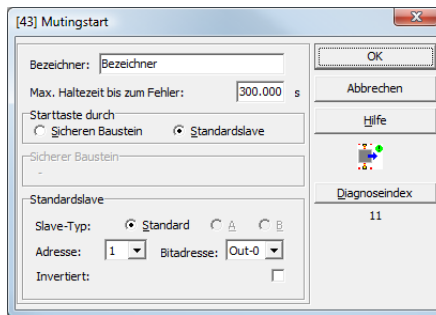 [43] Mutingstart
Bezeichner: Bezeichner
Max. Haltezeit bis zum Fehler: 300.000 s
Starttaste durch
Sicheren Baustein Standardslave
Sicherer Baustein
-
Standardslave
Slave-Typ: Standard A B
Adresse: 1 Bitadresse: Out-0
Invertiert:
OK
Abbrechen
Hilfe
Diagnoseindex
11